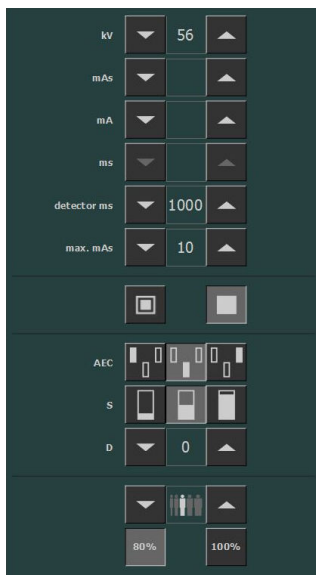 kV 56
mAs
mA
ms
detector ms 1000
max. mAs 10
AEC
S
D 0
80% 100%